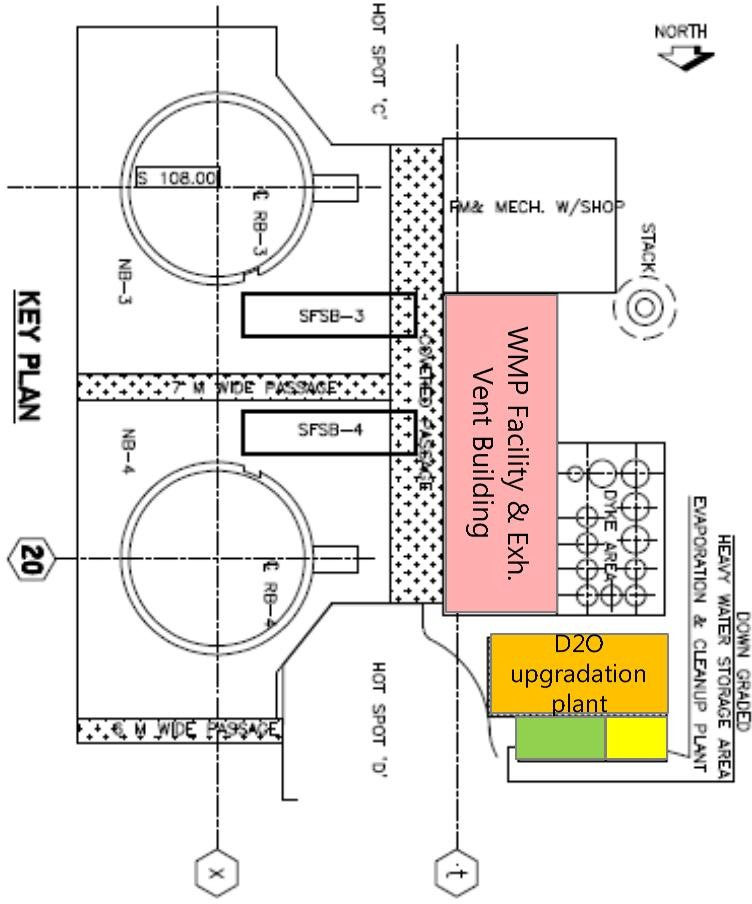 NORTH
HOT SPOT 'C'
S 108.00
℄ RB-3
NB-3
FM& MECH. W/SHOP
STACK
SFSB-3
COVERED PASSAGE
WMP Facility & Exh.
Vent Building
KEY PLAN
7 M WIDE PASSAGE
SFSB-4
NB-4
DYKE AREA
20
℄ RB-4
DOWN GRADED
HEAVY WATER STORAGE AREA
EVAPORATION & CLEANUP PLANT
D2O
upgradation
plant
HOT SPOT 'D'
6 M WIDE PASSAGE
x
t